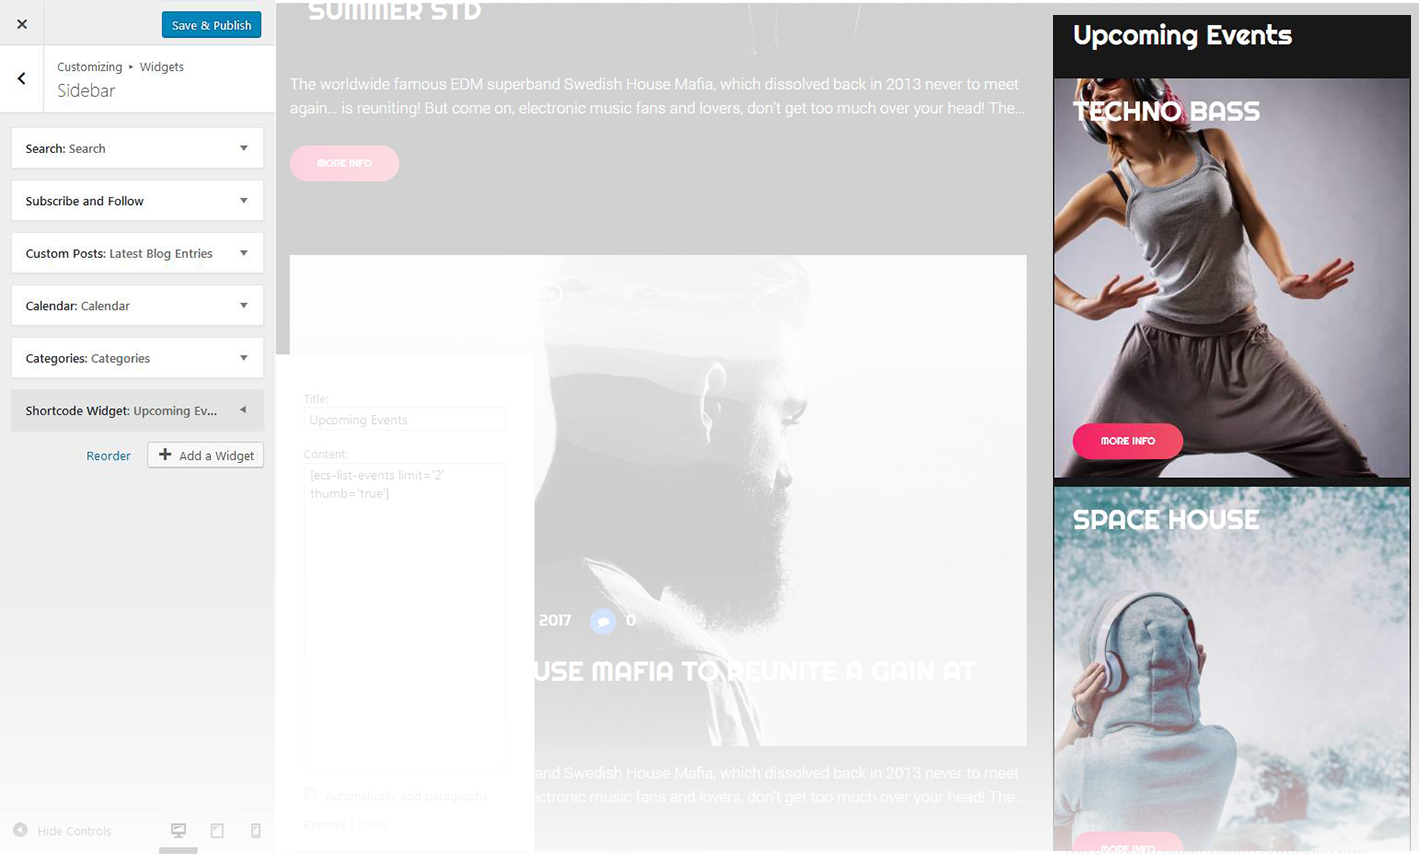 Save & Publish
Customizing ▸ Widgets
Sidebar
Search: Search
Subscribe and Follow
Custom Posts: Latest Blog Entries
Calendar: Calendar
Categories: Categories
Shortcode Widget: Upcoming Ev...
Reorder
Add a Widget
Hide Controls
Title:
Upcoming Events
Content:
[ecs-list-events limit='2'
thumb='true']
Automatically add paragraphs
Remove | Close
SUMMER STD
The worldwide famous EDM superband Swedish House Mafia, which dissolved back in 2013 never to meet
again... is reuniting! But come on, electronic music fans and lovers, don't get too much over your head! The...
MORE INFO
2017 0
USE MAFIA TO REUNITE A GAIN AT
and Swedish House Mafia, which dissolved back in 2013 never to meet
ectronic music fans and lovers, don't get too much over your head! The...
Upcoming Events
TECHNO BASS
MORE INFO
SPACE HOUSE
MORE INFO